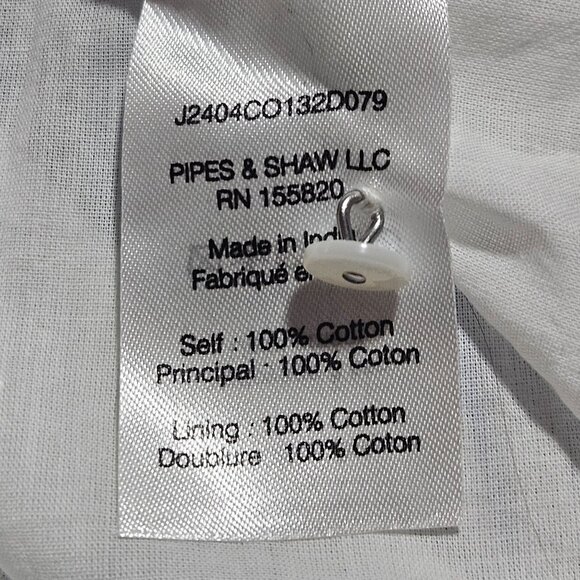 J2404CO132D079
PIPES & SHAW LLC
RN 155820
Made in
Fabriqué
Self : 100% Cotton
Principal : 100% Coton
Lining : 100% Cotton
Doublure 100% Coton